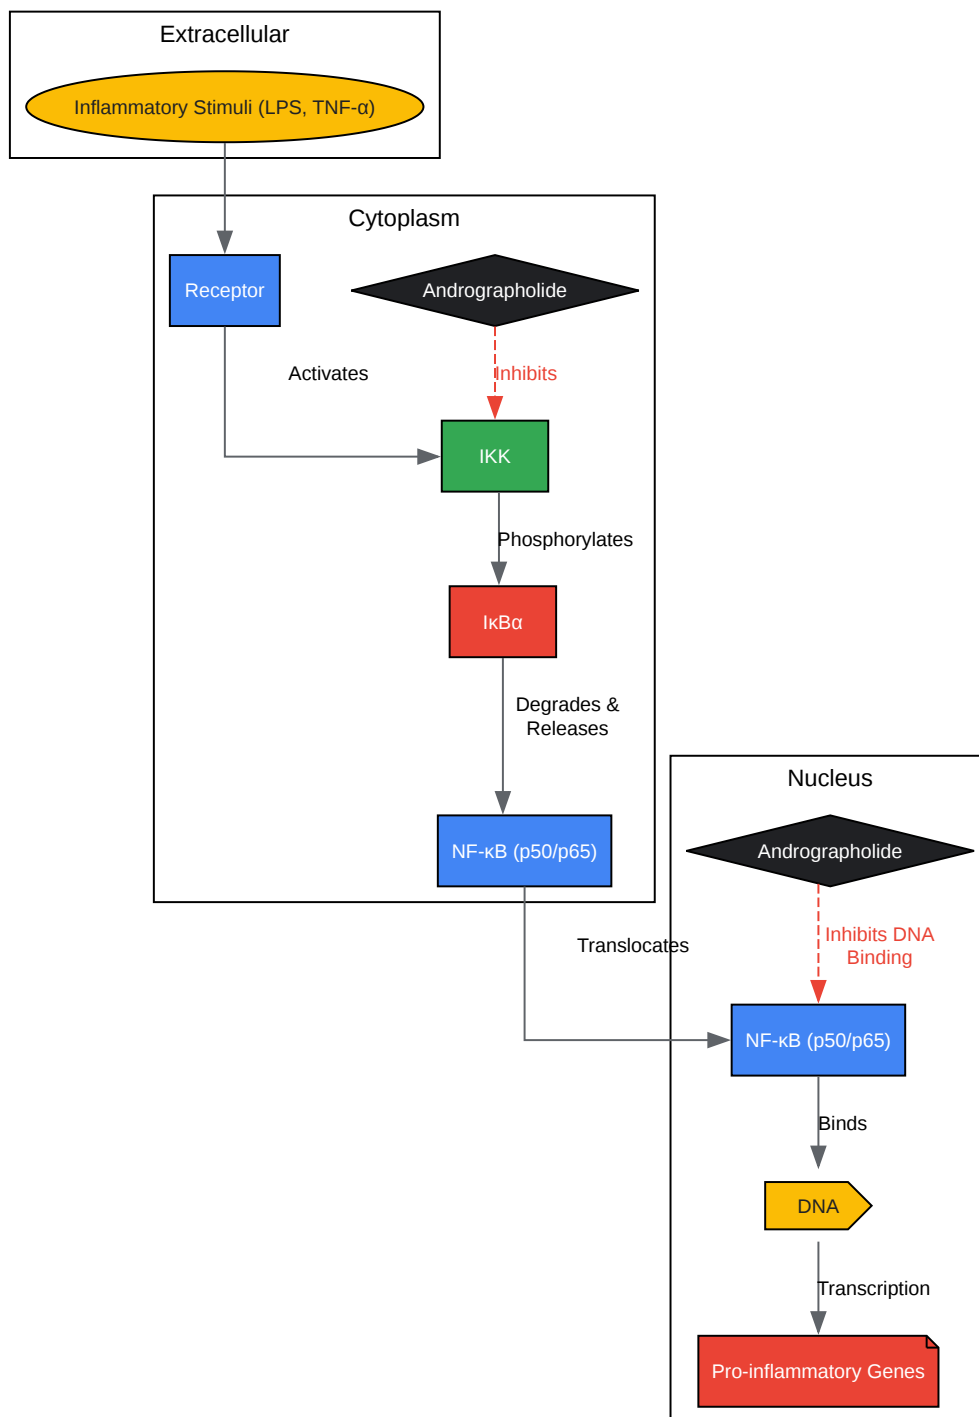 Extracellular
Inflammatory Stimuli (LPS, TNF-α)
Cytoplasm
Receptor
Andrographolide
Activates
Inhibits
IKK
Phosphorylates
IκBα
Degrades &
Releases
NF-κB (p50/p65)
Translocates
Nucleus
Andrographolide
Inhibits DNA
Binding
NF-κB (p50/p65)
Binds
DNA
Transcription
Pro-inflammatory Genes